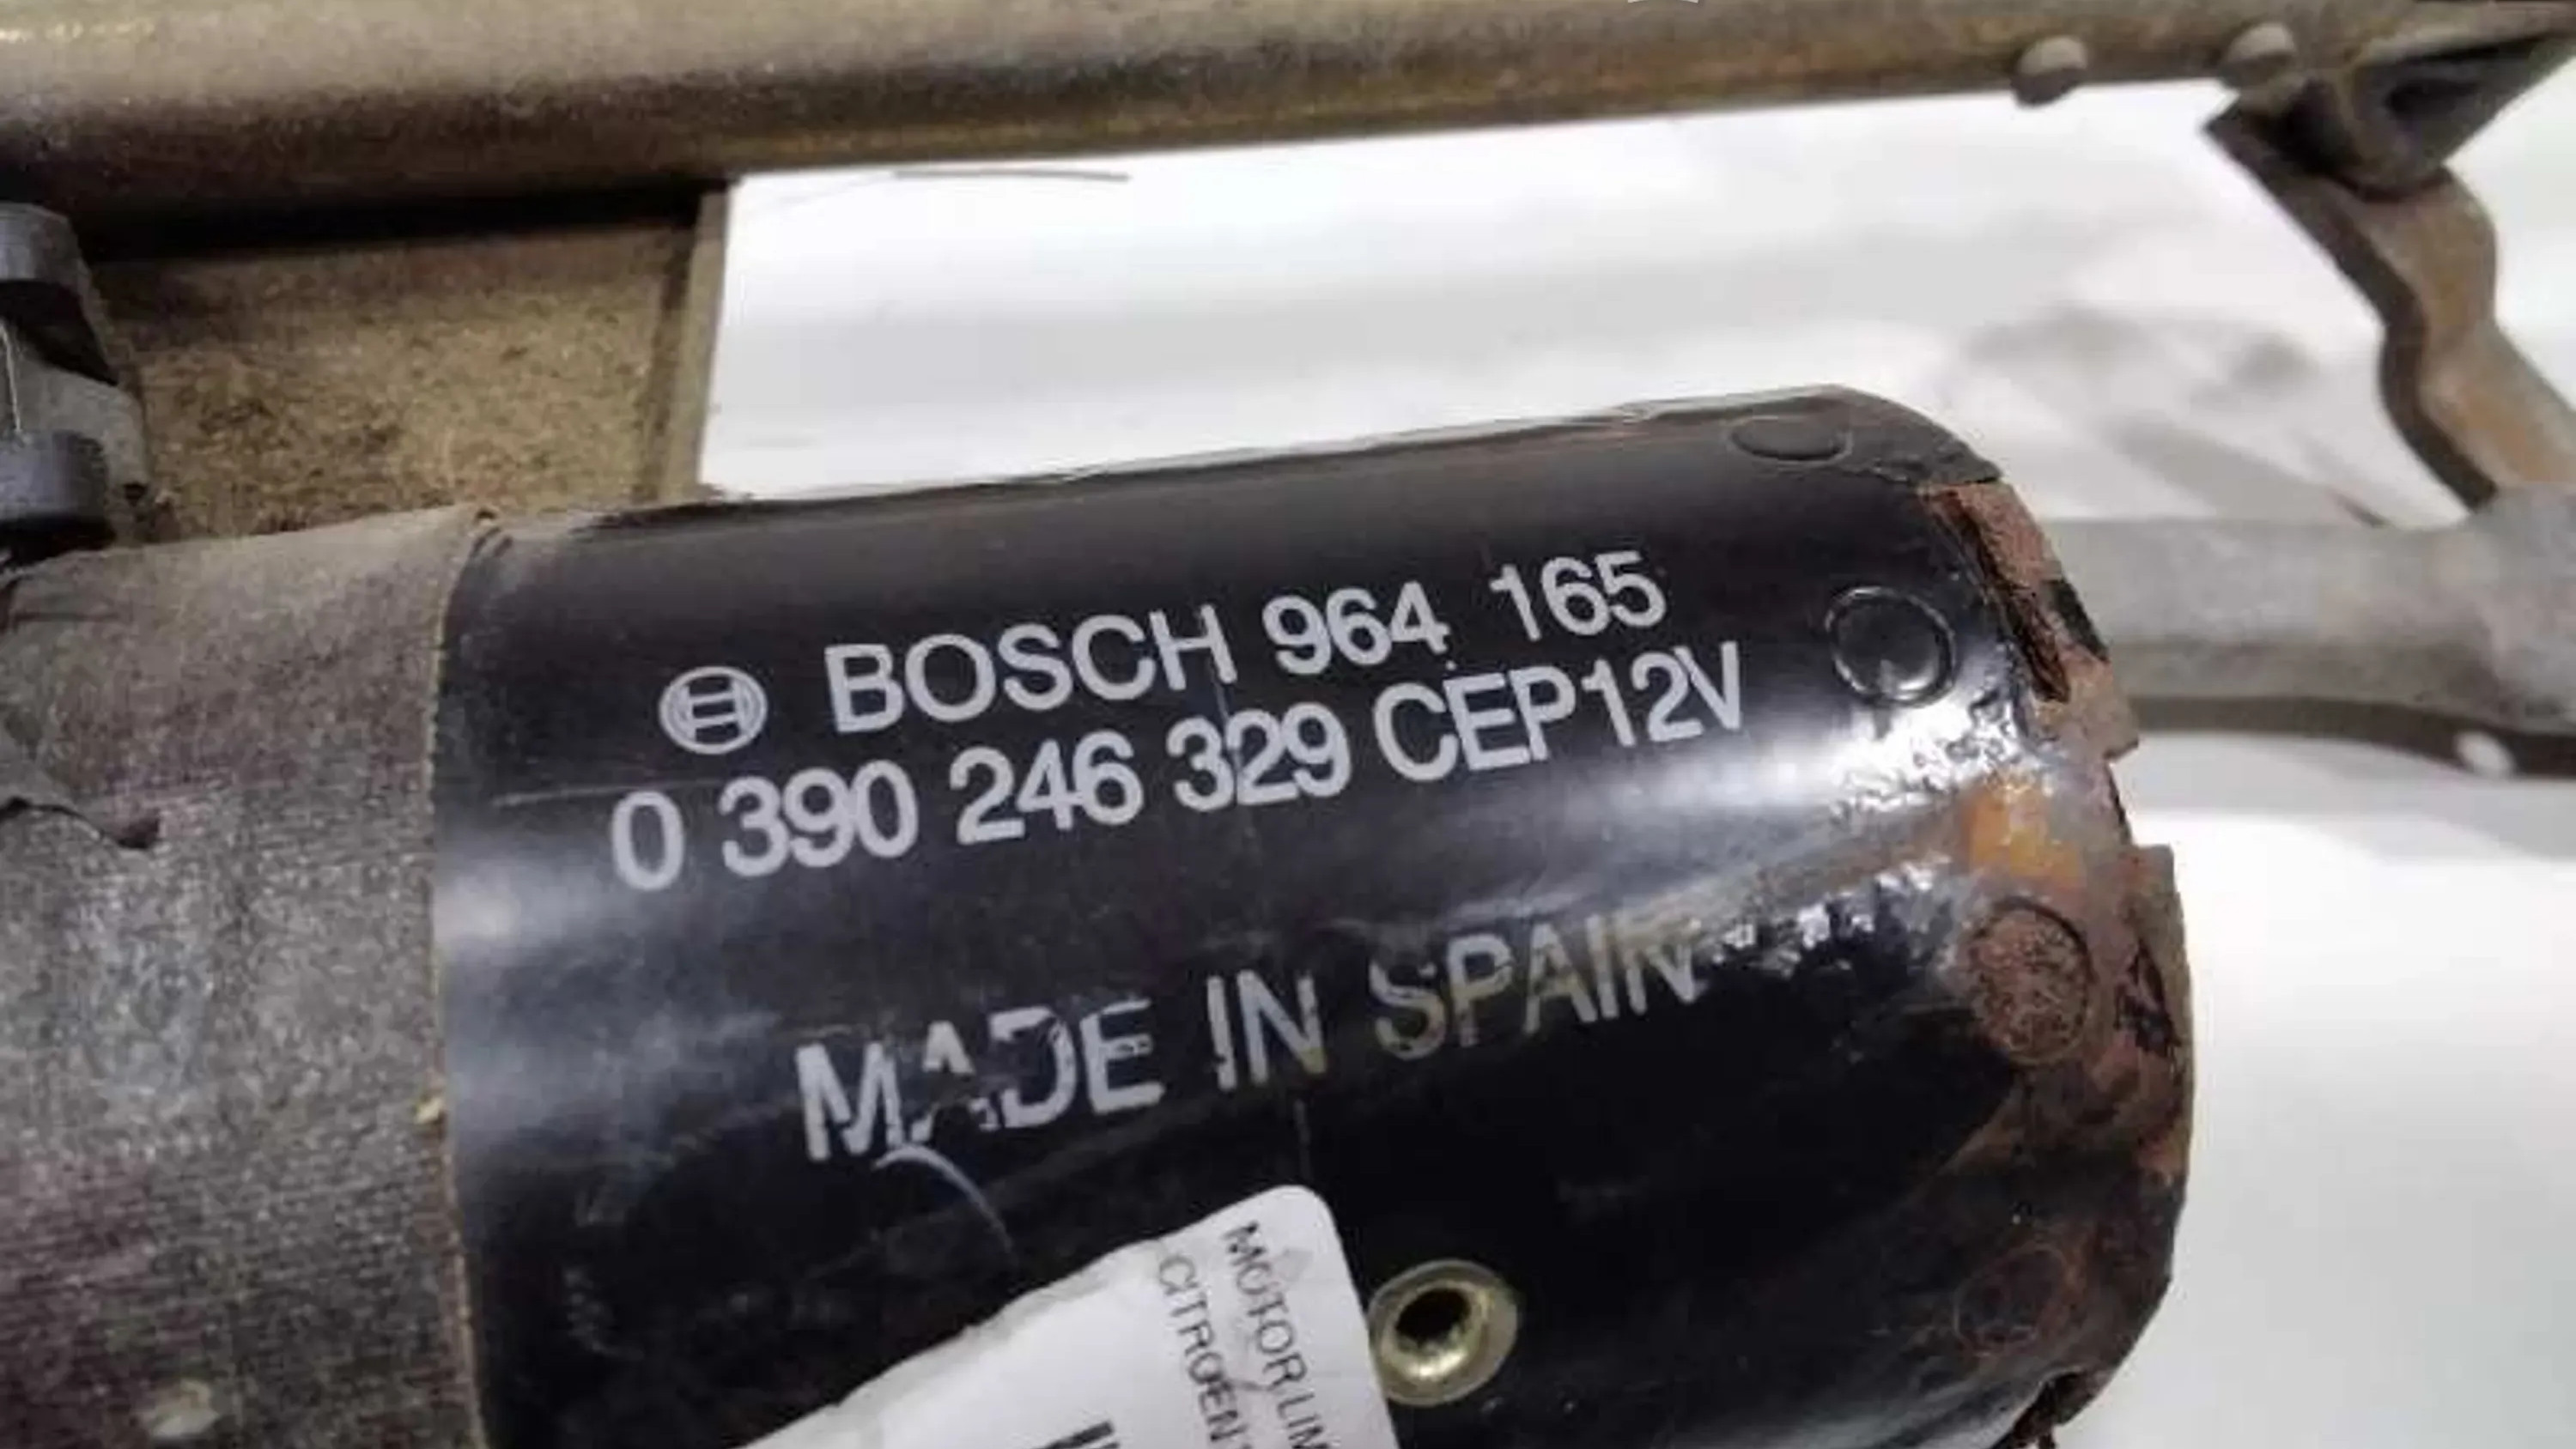 BOSCH 964 165
0 390 246 329 CEP12V
MADE IN SPAIN
MOTOR LIM
CITROEN